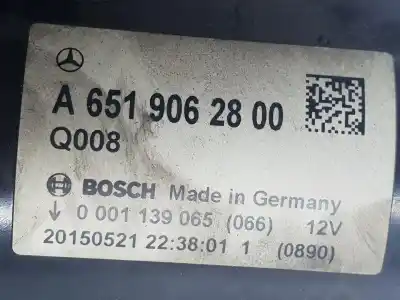 A 651 906 28 00
Q008
BOSCH Made in Germany
↓ 0 001 139 065 (066) 12V
20150521 22:38:01 1 (0890)